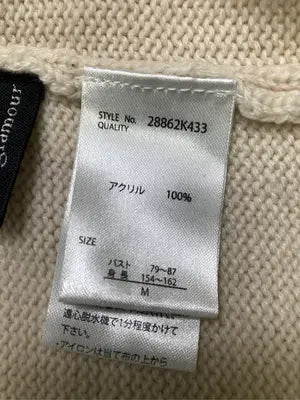 glamour
STYLE No. 28862K433
QUALITY
アクリル 100%
SIZE
バスト 79~87
身長 154~162
M
遠心脱水機で1分程度かけて
下さい。
・アイロンは当て布の上から